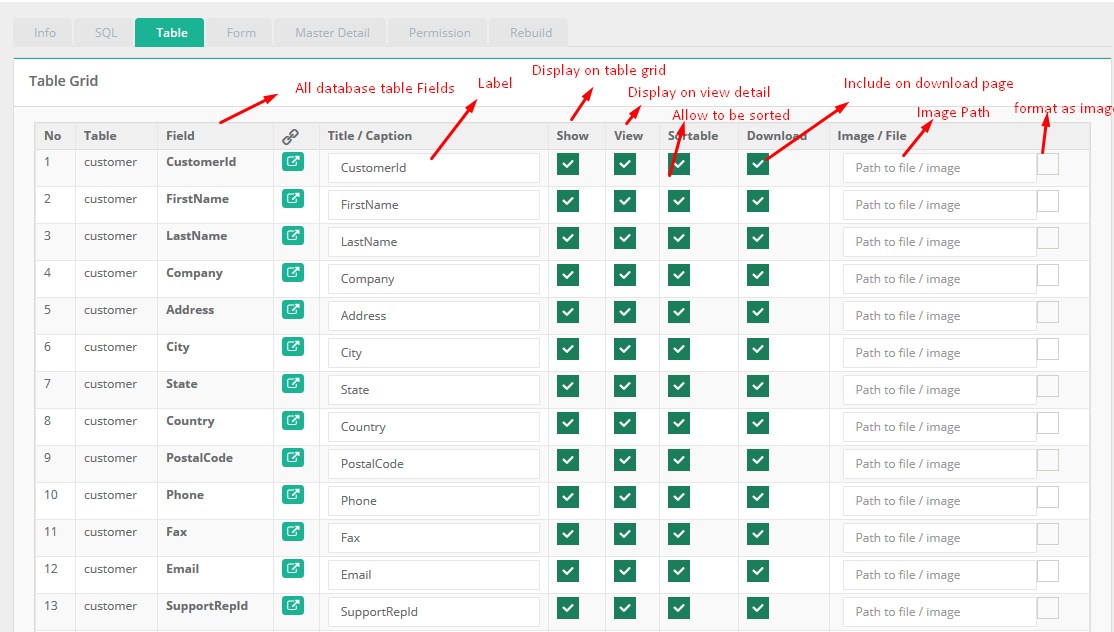 Info SQL Table Form Master Detail Permission Rebuild
Table Grid
Display on table grid
All database table Fields Label Display on view detail Include on download page
Allow to be sorted Image Path format as image
No Table Field Title / Caption Show View Sortable Download Image / File
1 customer CustomerId CustomerId Path to file / image
2 customer FirstName FirstName Path to file / image
3 customer LastName LastName Path to file / image
4 customer Company Company Path to file / image
5 customer Address Address Path to file / image
6 customer City City Path to file / image
7 customer State State Path to file / image
8 customer Country Country Path to file / image
9 customer PostalCode PostalCode Path to file / image
10 customer Phone Phone Path to file / image
11 customer Fax Fax Path to file / image
12 customer Email Email Path to file / image
13 customer SupportRepId SupportRepId Path to file / image